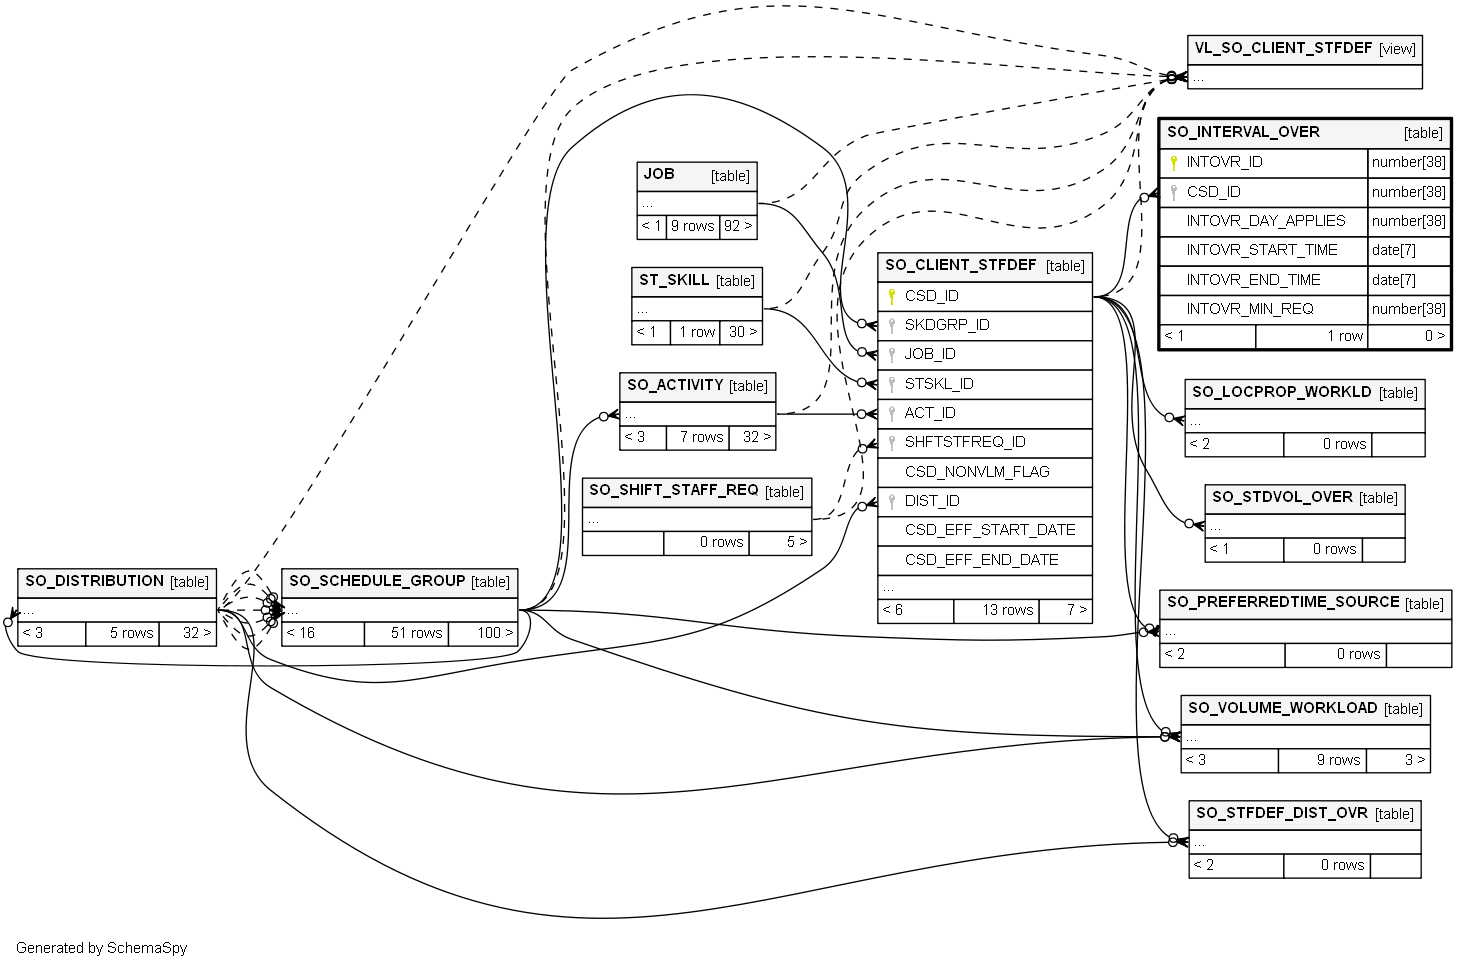 VL_SO_CLIENT_STFDEF [view]
...
SO_INTERVAL_OVER [table]
INTOVR_ID number[38]
CSD_ID number[38]
INTOVR_DAY_APPLIES number[38]
INTOVR_START_TIME date[7]
INTOVR_END_TIME date[7]
INTOVR_MIN_REQ number[38]
< 1 1 row 0 >
JOB [table]
...
< 1 9 rows 92 >
ST_SKILL [table]
...
< 1 1 row 30 >
SO_ACTIVITY [table]
...
< 3 7 rows 32 >
SO_SHIFT_STAFF_REQ [table]
...
0 rows 5 >
SO_CLIENT_STFDEF [table]
CSD_ID
SKDGRP_ID
JOB_ID
STSKL_ID
ACT_ID
SHFTSTFREQ_ID
CSD_NONVLM_FLAG
DIST_ID
CSD_EFF_START_DATE
CSD_EFF_END_DATE
...
< 6 13 rows 7 >
SO_LOCPROP_WORKLD [table]
...
< 2 0 rows
SO_STDVOL_OVER [table]
...
< 1 0 rows
SO_DISTRIBUTION [table]
...
< 3 5 rows 32 >
SO_SCHEDULE_GROUP [table]
...
< 16 51 rows 100 >
SO_PREFERREDTIME_SOURCE [table]
...
< 2 0 rows
SO_VOLUME_WORKLOAD [table]
...
< 3 9 rows 3 >
SO_STFDEF_DIST_OVR [table]
...
< 2 0 rows
Generated by SchemaSpy